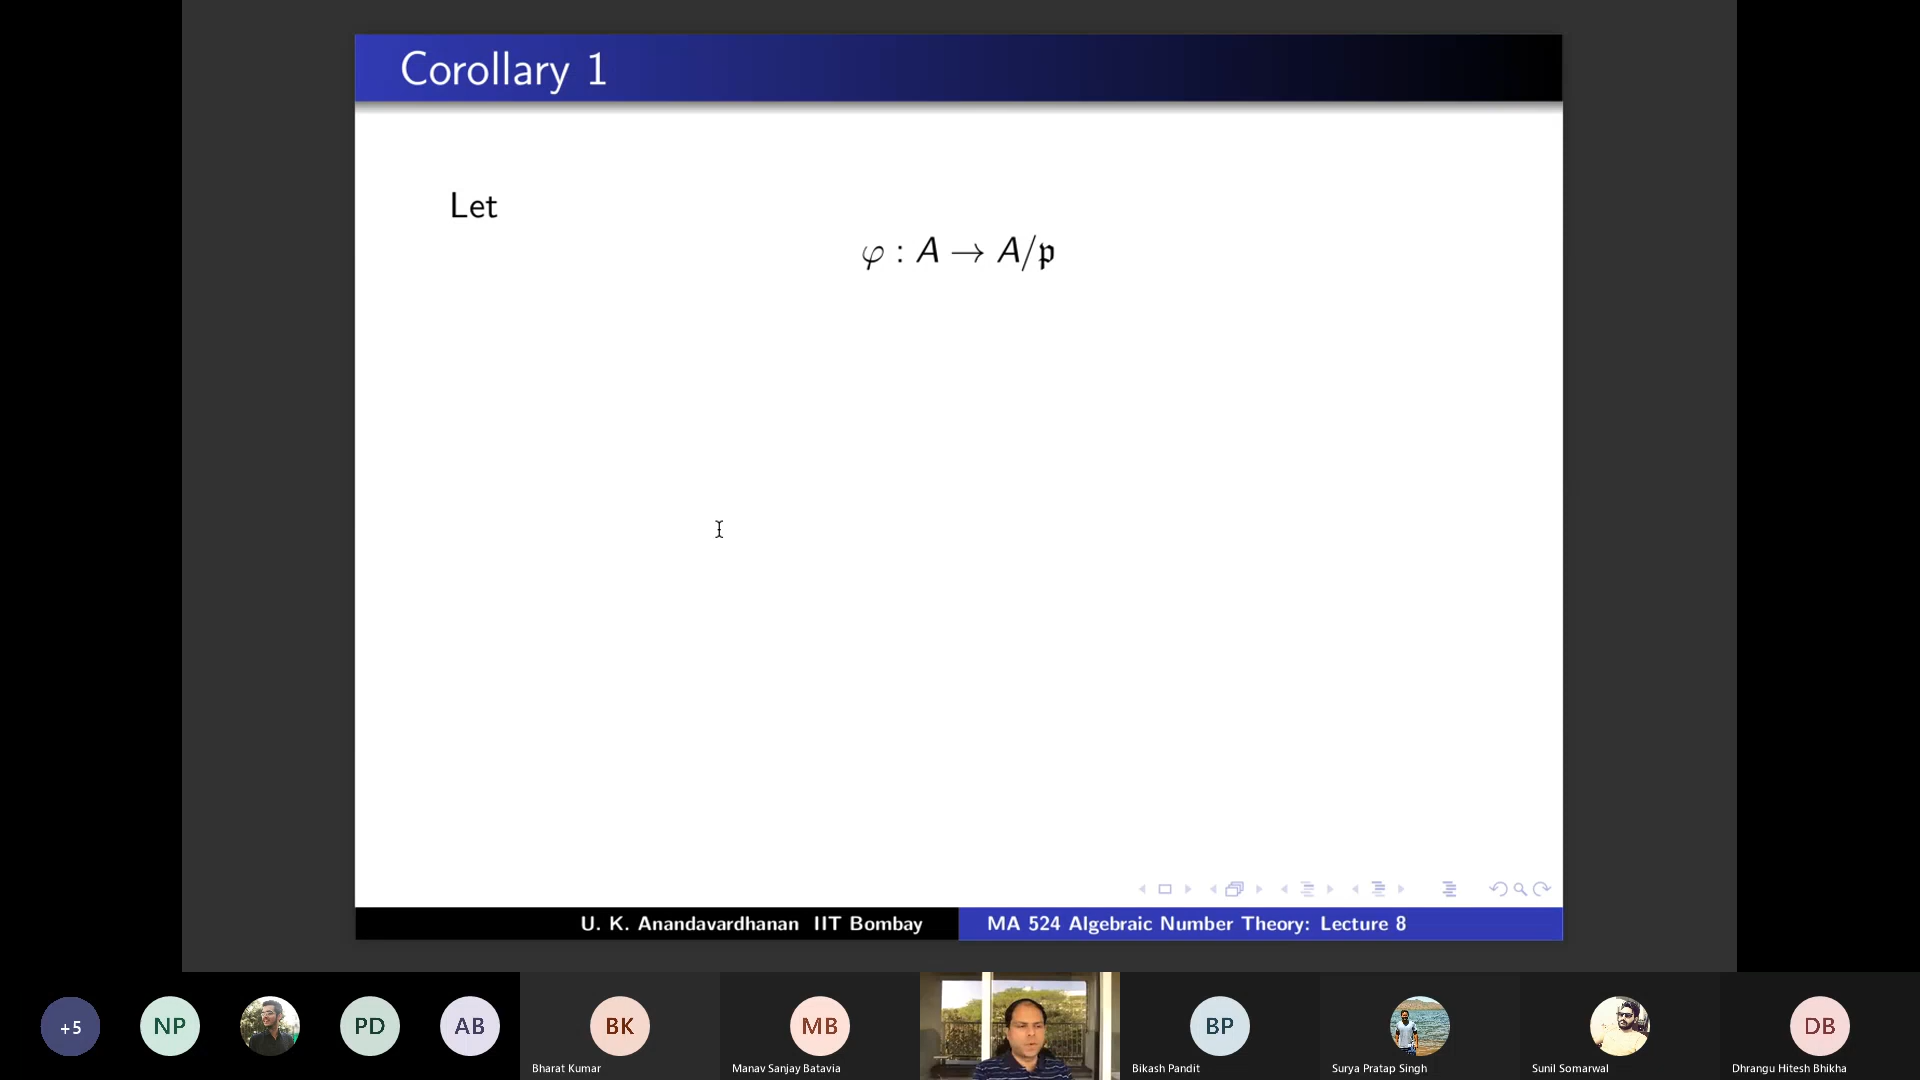 Corollary 1
Let
φ : A → A/𝔭
U. K. Anandavardhanan IIT Bombay
MA 524 Algebraic Number Theory: Lecture 8
+5
NP
PD
AB
BK
MB
BP
DB
Bharat Kumar
Manav Sanjay Batavia
Bikash Pandit
Surya Pratap Singh
Sunil Somarwal
Dhrangu Hitesh Bhikha